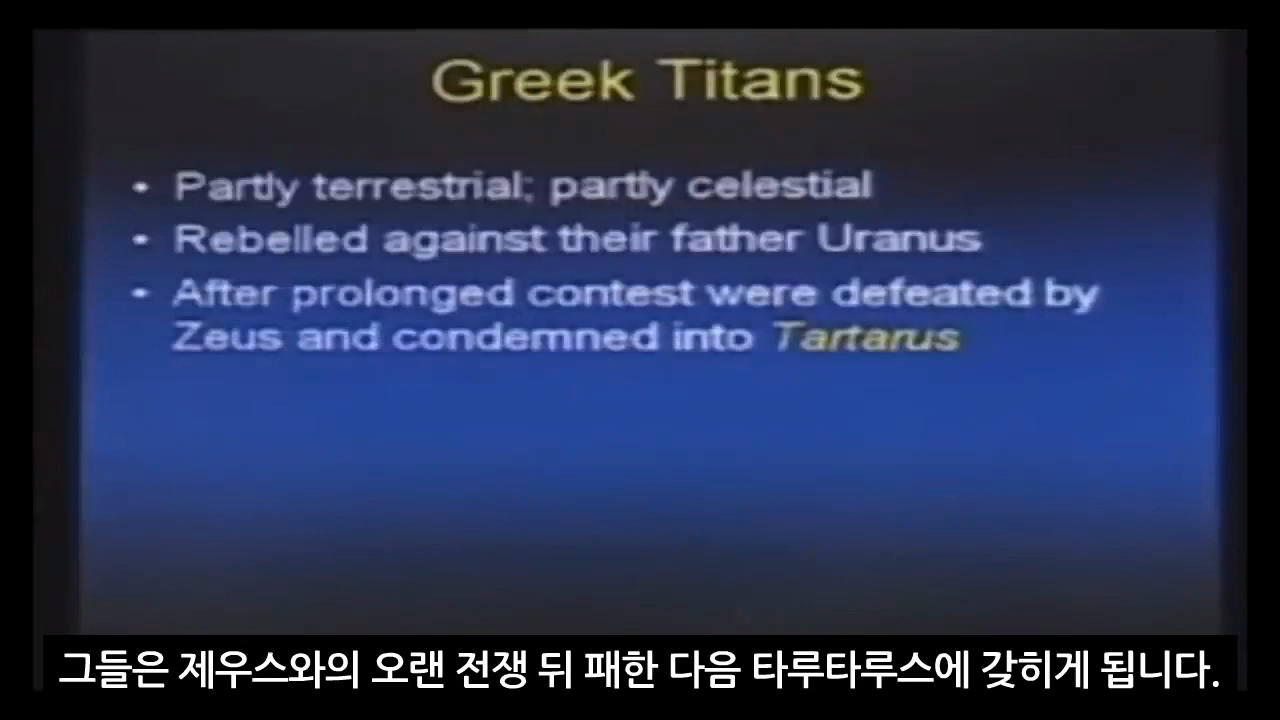 Greek Titans
• Partly terrestrial; partly celestial
• Rebelled against their father Uranus
• After prolonged contest were defeated by
Zeus and condemned into Tartarus
그들은 제우스와의 오랜 전쟁 뒤 패한 다음 타루타루스에 갖히게 됩니다.